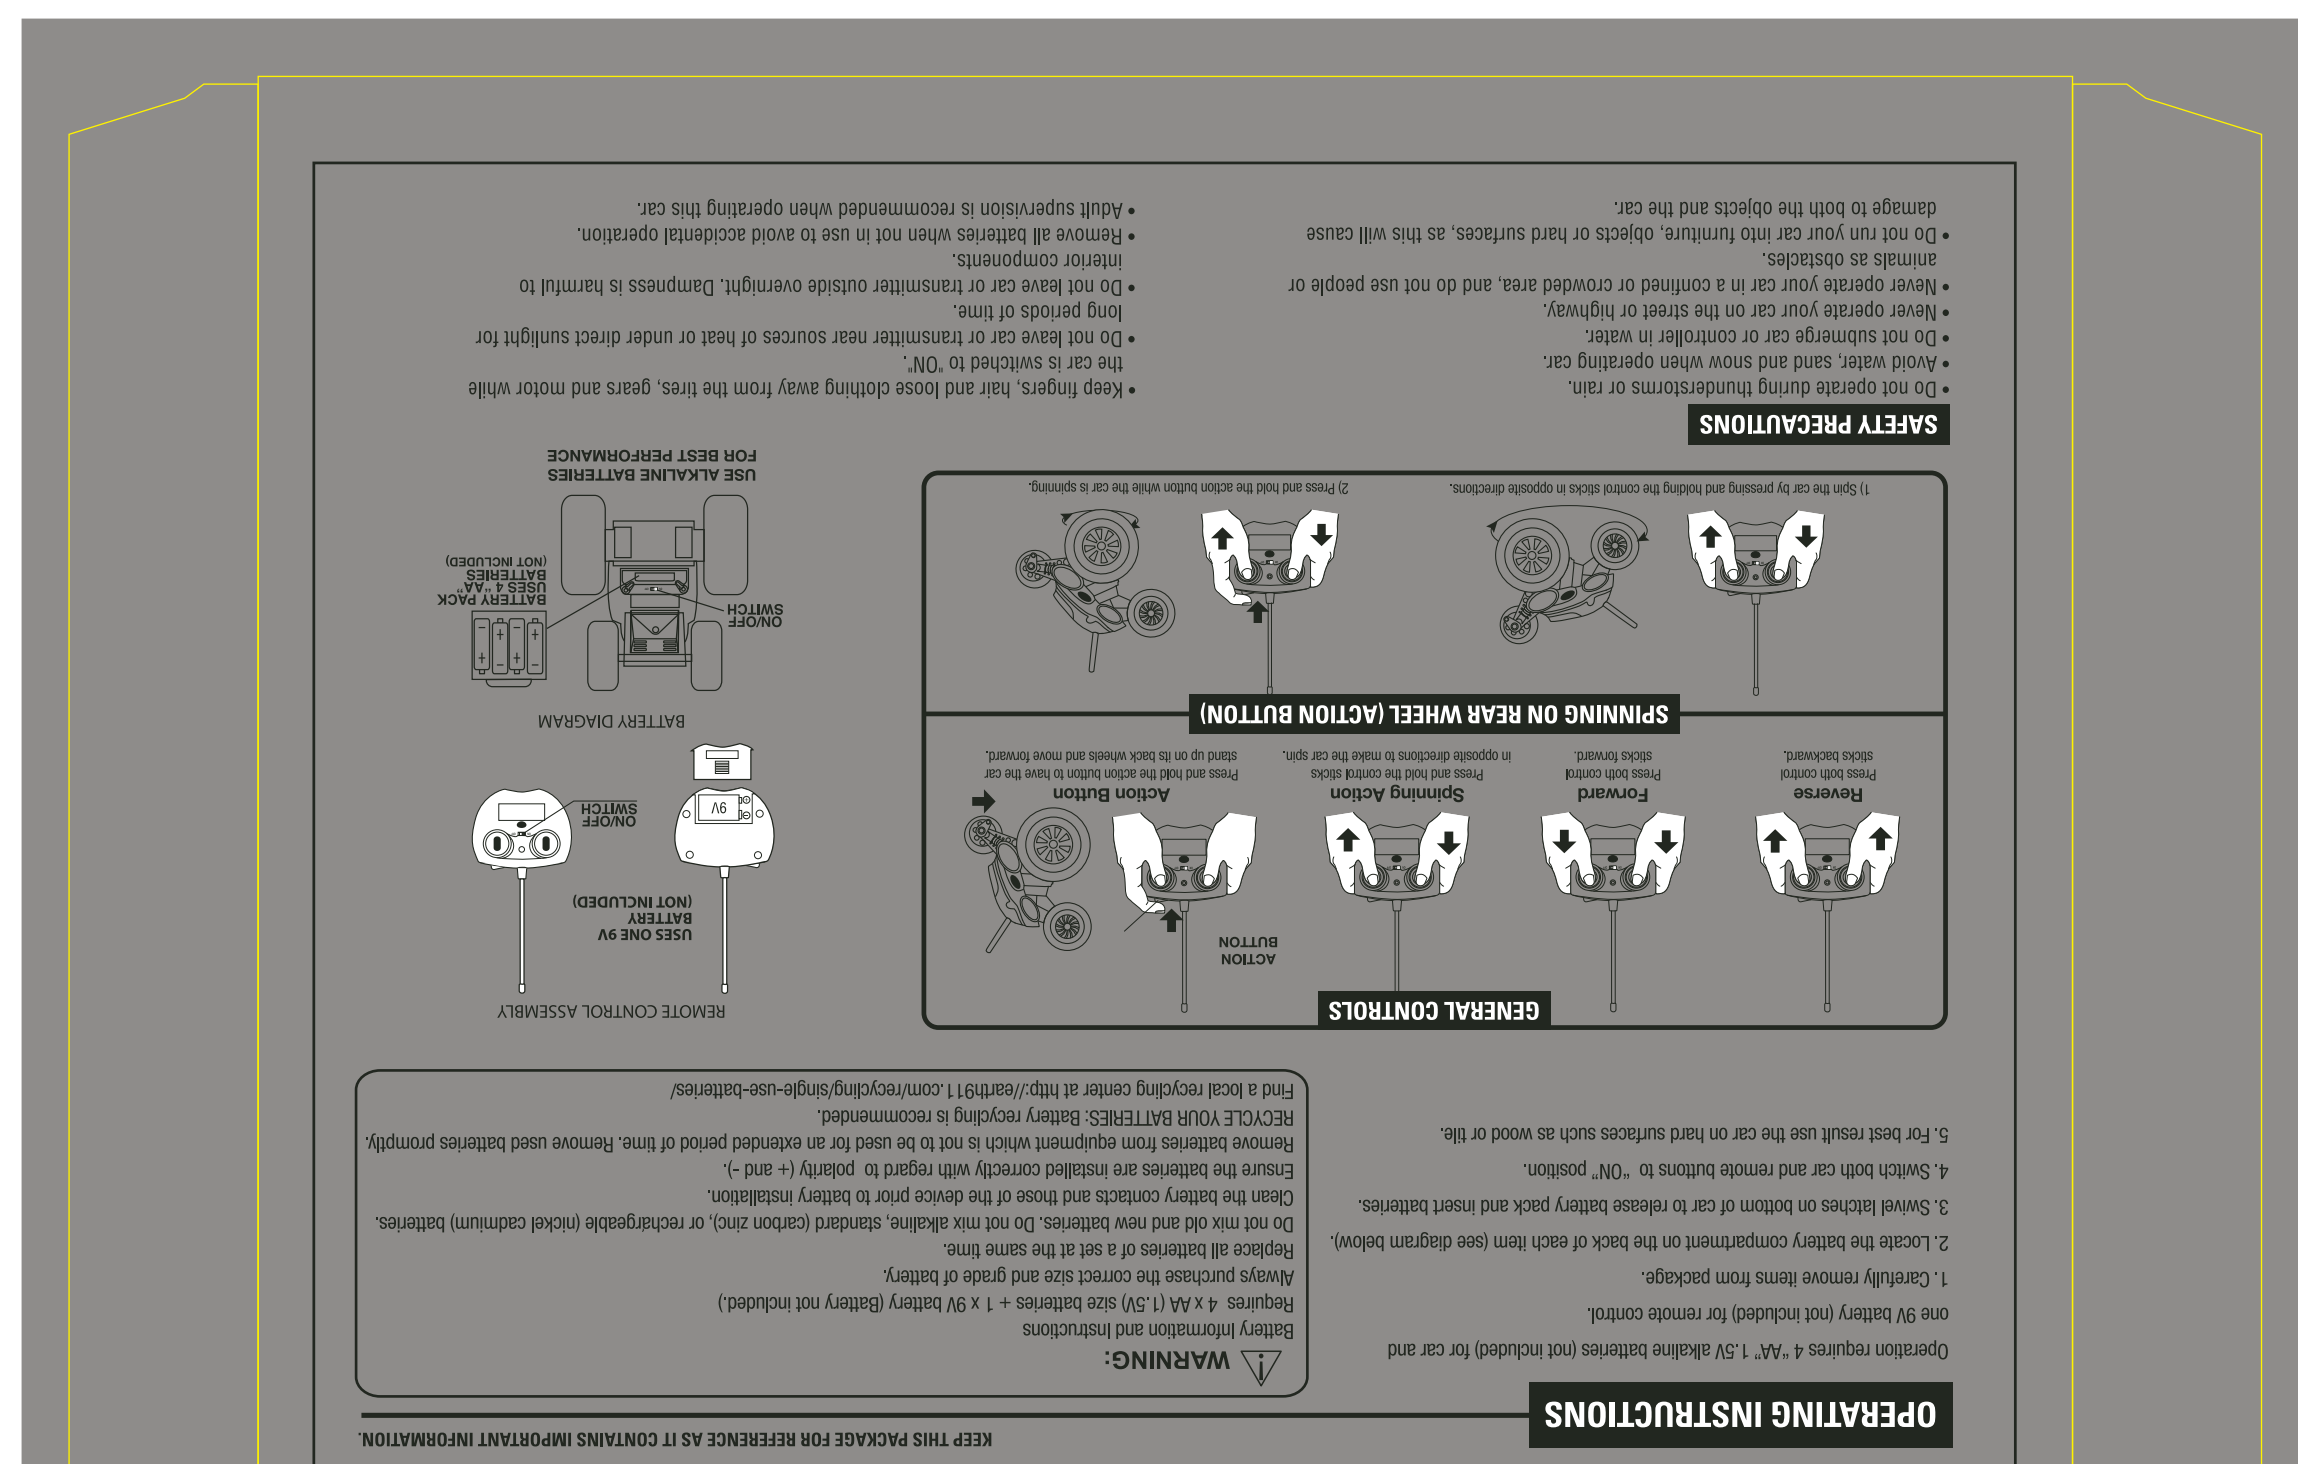 KEEP THIS PACKAGE FOR REFERENCE AS IT CONTAINS IMPORTANT INFORMATION.
OPERATING INSTRUCTIONS
Operation requires 4 “AA” 1.5V alkaline batteries (not included) for car and
one 9V battery (not included) for remote control.
1. Carefully remove items from package.
2. Locate the battery compartment on the back of each item (see diagram below).
3. Swivel latches on bottom of car to release battery pack and insert batteries.
4. Switch both car and remote buttons to “ON” position.
5. For best result use the car on hard surfaces such as wood or tile.
WARNING:
Battery Information and Instructions
Requires 4 x AA (1.5V) size batteries + 1 x 9V battery (Battery not included.)
Always purchase the correct size and grade of battery.
Replace all batteries of a set at the same time.
Do not mix old and new batteries. Do not mix alkaline, standard (carbon zinc), or rechargeable (nickel cadmium) batteries.
Clean the battery contacts and those of the device prior to battery installation.
Ensure the batteries are installed correctly with regard to polarity (+ and -).
Remove batteries from equipment which is not to be used for an extended period of time. Remove used batteries promptly.
RECYCLE YOUR BATTERIES: Battery recycling is recommended.
Find a local recycling center at http://earth911.com/recycling/single-use-batteries/
GENERAL CONTROLS
ACTION
BUTTON
Reverse
Press both control
sticks backward.
Forward
Press both control
sticks forward.
Spinning Action
Press and hold the control sticks
in opposite directions to make the car spin.
Action Button
Press and hold the action button to have the car
stand up on its back wheels and move forward.
SPINNING ON REAR WHEEL (ACTION BUTTON)
1) Spin the car by pressing and holding the control sticks in opposite directions.
2) Press and hold the action button while the car is spinning.
REMOTE CONTROL ASSEMBLY
USES ONE 9V
BATTERY
(NOT INCLUDED)
9V
ON/OFF
SWITCH
BATTERY DIAGRAM
ON/OFF
SWITCH
BATTERY PACK
USES 4 “AA”
BATTERIES
(NOT INCLUDED)
USE ALKALINE BATTERIES
FOR BEST PERFORMANCE
SAFETY PRECAUTIONS
• Do not operate during thunderstorms or rain.
• Avoid water, sand and snow when operating car.
• Do not submerge car or controller in water.
• Never operate your car on the street or highway.
• Never operate your car in a confined or crowded area, and do not use people or
animals as obstacles.
• Do not run your car into furniture, objects or hard surfaces, as this will cause
damage to both the objects and the car.
• Keep fingers, hair and loose clothing away from the tires, gears and motor while
the car is switched to "ON".
• Do not leave car or transmitter near sources of heat or under direct sunlight for
long periods of time.
• Do not leave car or transmitter outside overnight. Dampness is harmful to
interior components.
• Remove all batteries when not in use to avoid accidental operation.
• Adult supervision is recommended when operating this car.